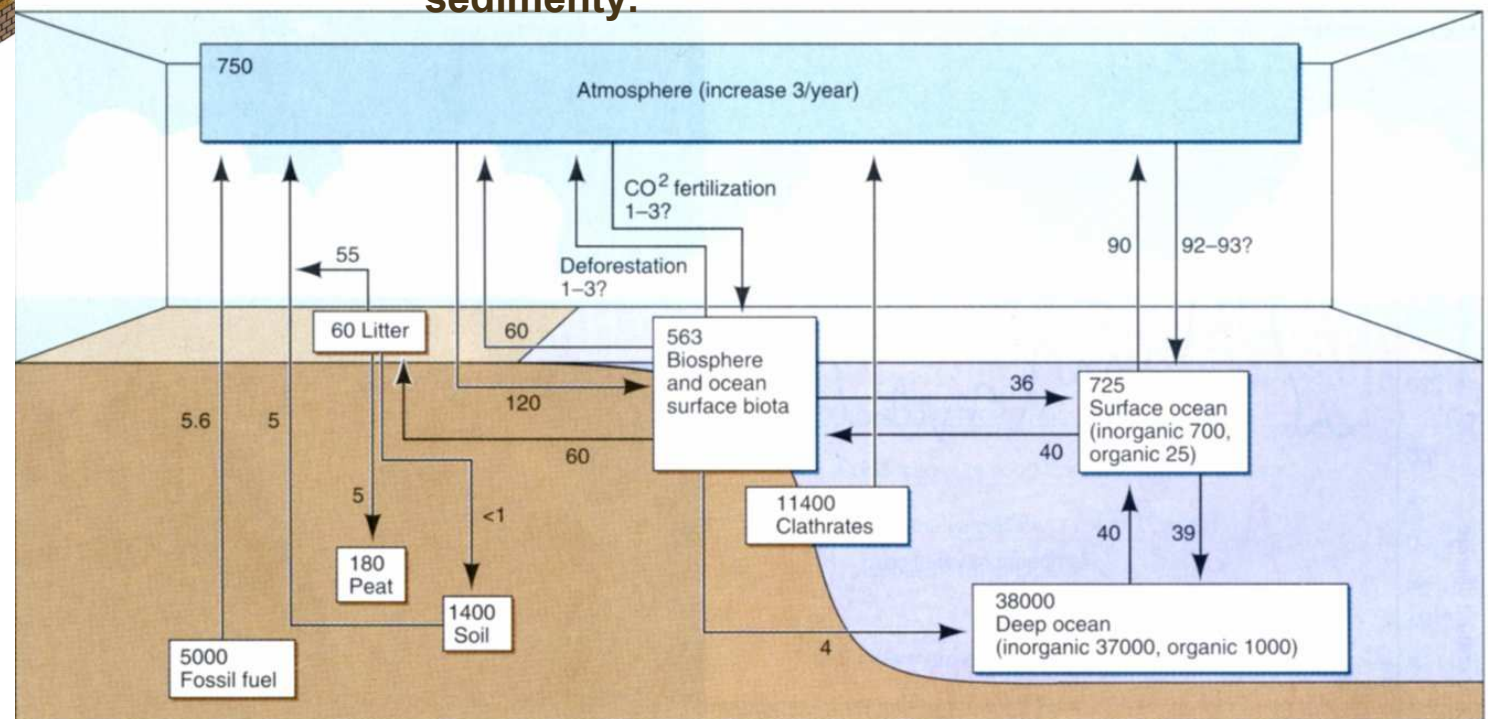 sedimenty:
750
Atmosphere (increase 3/year)
CO² fertilization
1–3?
55
Deforestation
1–3?
90
92–93?
60 Litter
60
563
Biosphere
and ocean
surface biota
120
36
725
Surface ocean
(inorganic 700,
organic 25)
5.6
5
60
40
5
<1
11400
Clathrates
40
39
180
Peat
1400
Soil
38000
Deep ocean
(inorganic 37000, organic 1000)
4
5000
Fossil fuel